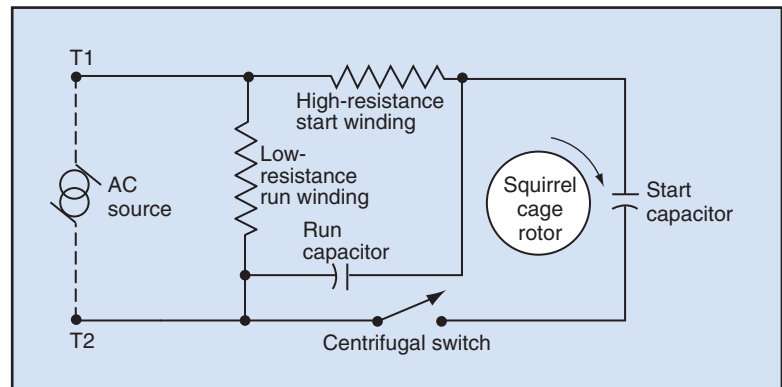 T1
High-resistance
start winding
Low-
resistance
run winding
AC
source
Squirrel
cage
rotor
Start
capacitor
Run
capacitor
T2
Centrifugal switch